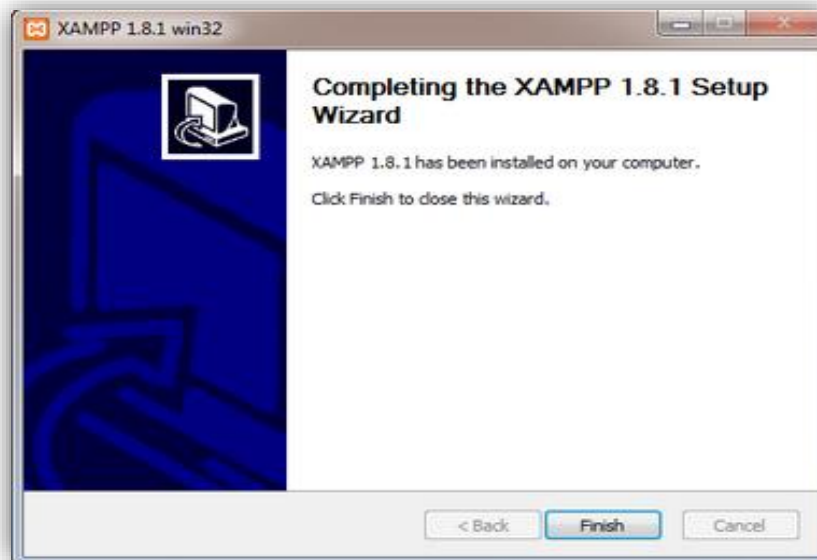 XAMPP 1.8.1 win32
Completing the XAMPP 1.8.1 Setup
Wizard
XAMPP 1.8.1 has been installed on your computer.
Click Finish to close this wizard.
< Back
Finish
Cancel